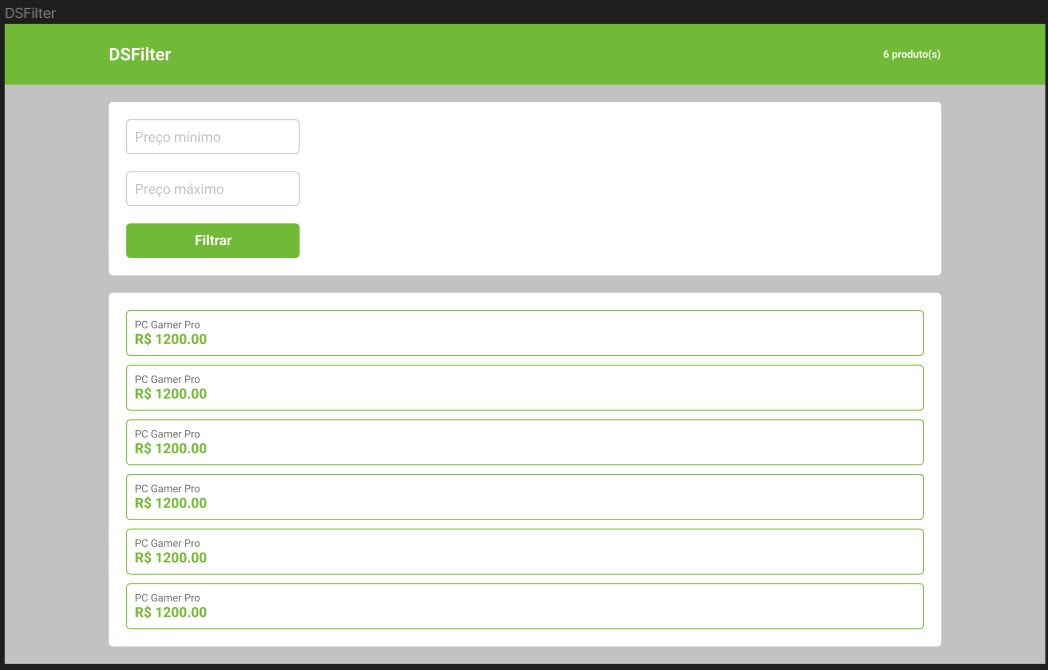 DSFilter
DSFilter
6 produto(s)
Preço mínimo
Preço máximo
Filtrar
PC Gamer Pro
R$ 1200.00
PC Gamer Pro
R$ 1200.00
PC Gamer Pro
R$ 1200.00
PC Gamer Pro
R$ 1200.00
PC Gamer Pro
R$ 1200.00
PC Gamer Pro
R$ 1200.00